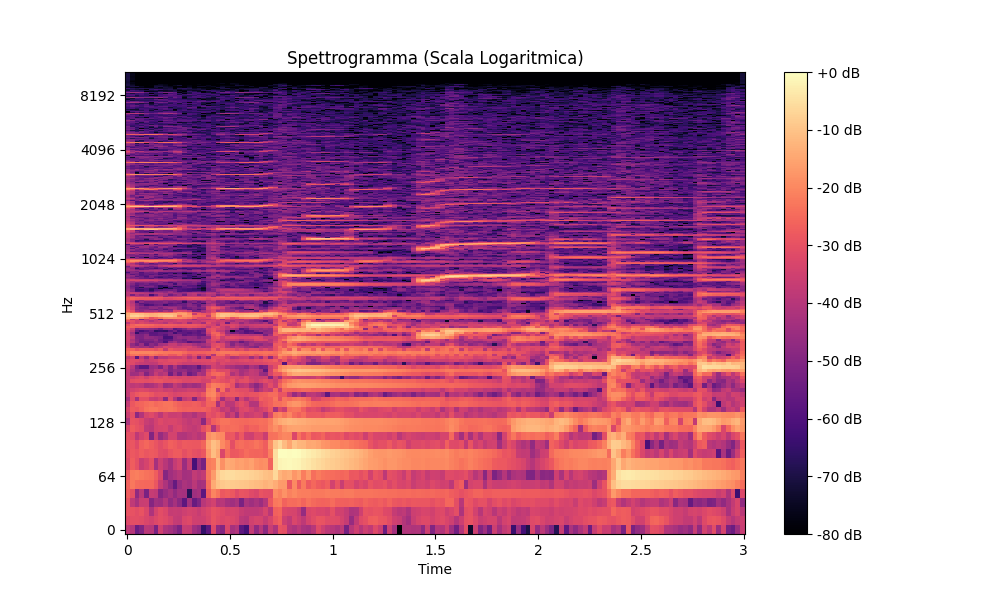 Spettrogramma (Scala Logaritmica)
8192
4096
2048
1024
512
256
128
64
0
Hz
0
0.5
1
1.5
2
2.5
3
Time
+0 dB
-10 dB
-20 dB
-30 dB
-40 dB
-50 dB
-60 dB
-70 dB
-80 dB